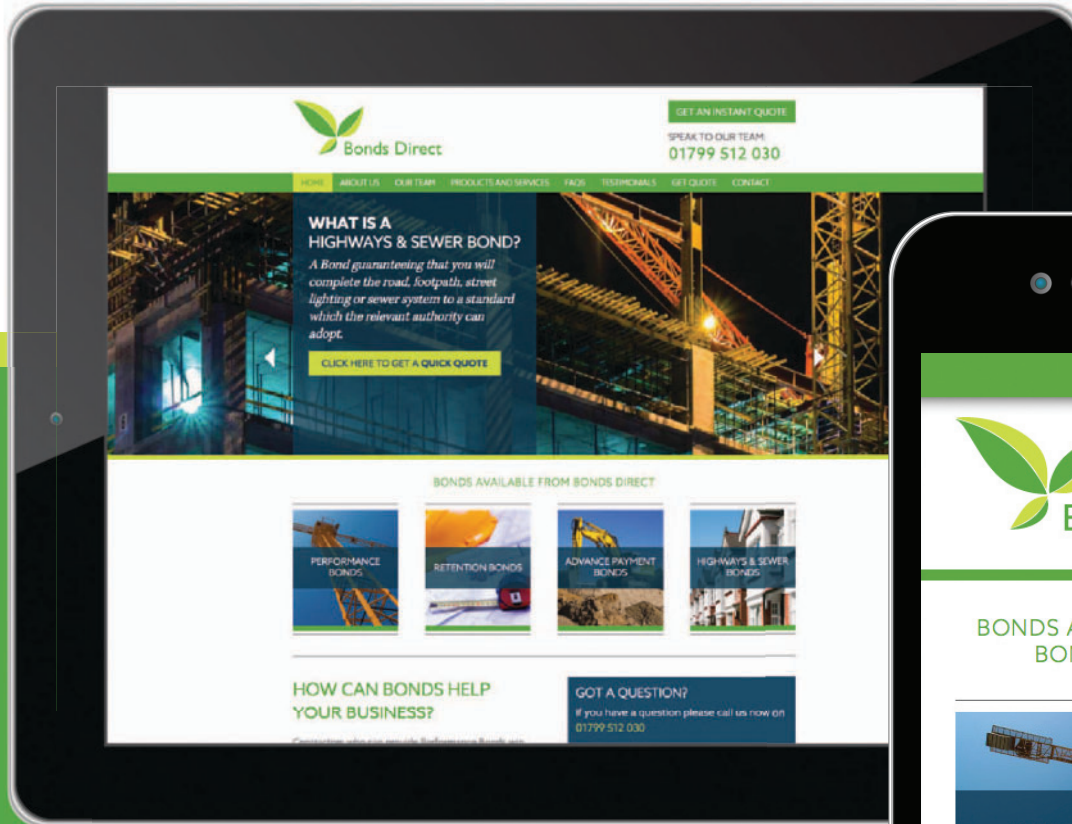 Bonds Direct
GET AN INSTANT QUOTE
SPEAK TO OUR TEAM
01799 512 030
HOME ABOUT US OUR TEAM PRODUCTS AND SERVICES FAQS TESTIMONIALS GET QUOTE CONTACT
WHAT IS A
HIGHWAYS & SEWER BOND?
A Bond guaranteeing that you will
complete the road, footpath, street
lighting or sewer system to a standard
which the relevant authority can
adopt.
CLICK HERE TO GET A QUICK QUOTE
BONDS AVAILABLE FROM BONDS DIRECT
PERFORMANCE
BONDS
RETENTION BONDS
ADVANCE PAYMENT
BONDS
HIGHWAYS & SEWER
BONDS
HOW CAN BONDS HELP
YOUR BUSINESS?
GOT A QUESTION?
If you have a question please call us now on
01799 512 030
BONDS